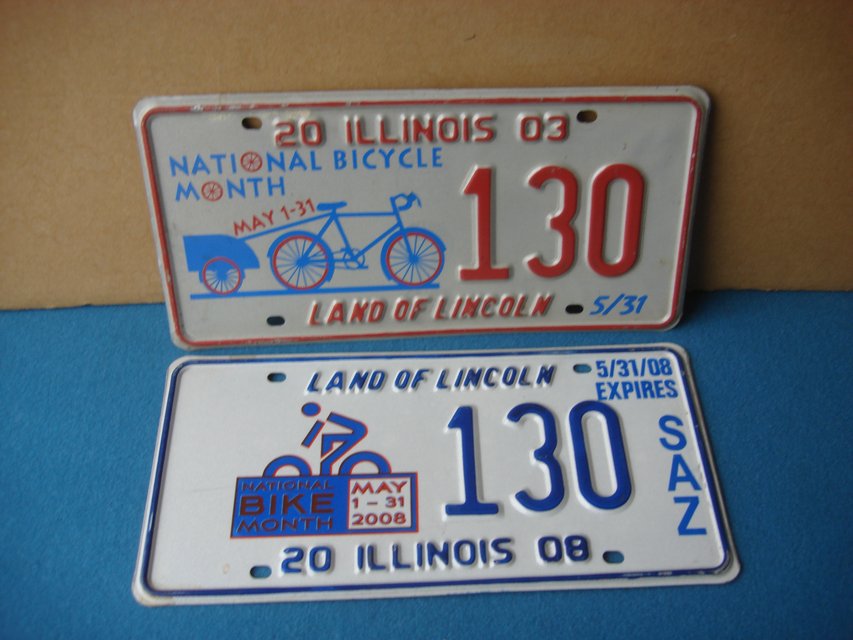 20 ILLINOIS 03
NATIONAL BICYCLE
MONTH
MAY 1-31
130
LAND OF LINCOLN
5/31
LAND OF LINCOLN
5/31/08
EXPIRES
130
SAZ
NATIONAL
BIKE
MONTH
MAY
1-31
2008
20 ILLINOIS 08